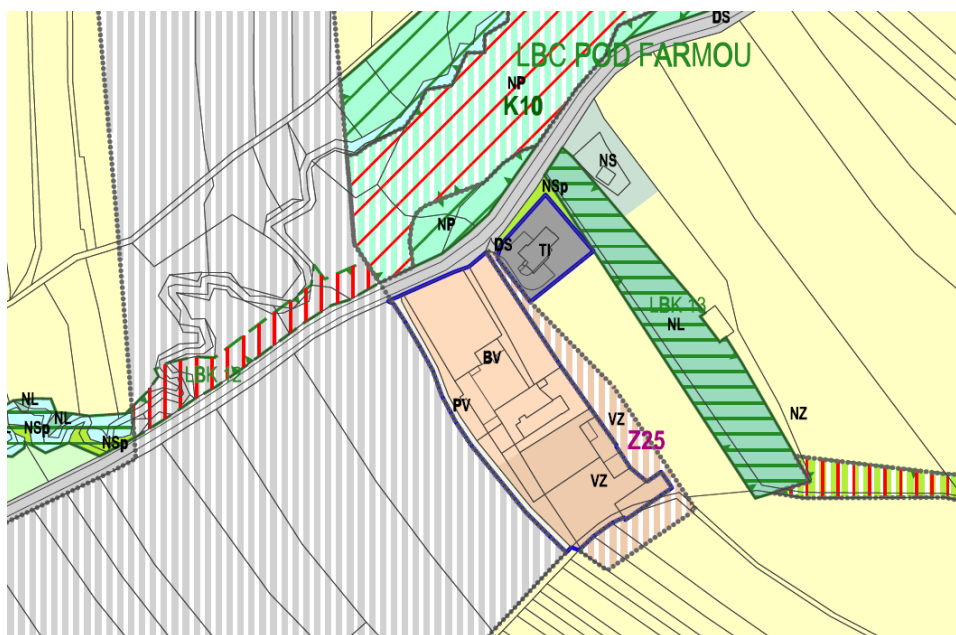 DS
LBC POD FARMOU
NP
K10
NS
NSp
NP
DS
TI
LBK 13
NL
BV
LBK 12
NL
PV
NL
VZ
NZ
NSp
Z25
NSp
VZ